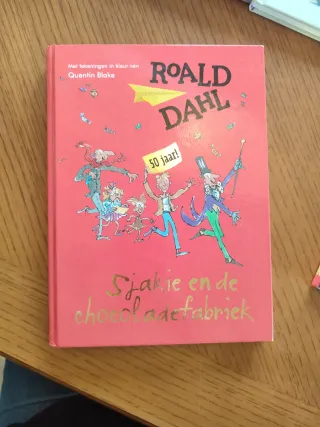 Met tekeningen in kleur van
Quentin Blake
ROALD
DAHL
50 jaar!
Sjakie en de
chocoladefabriek